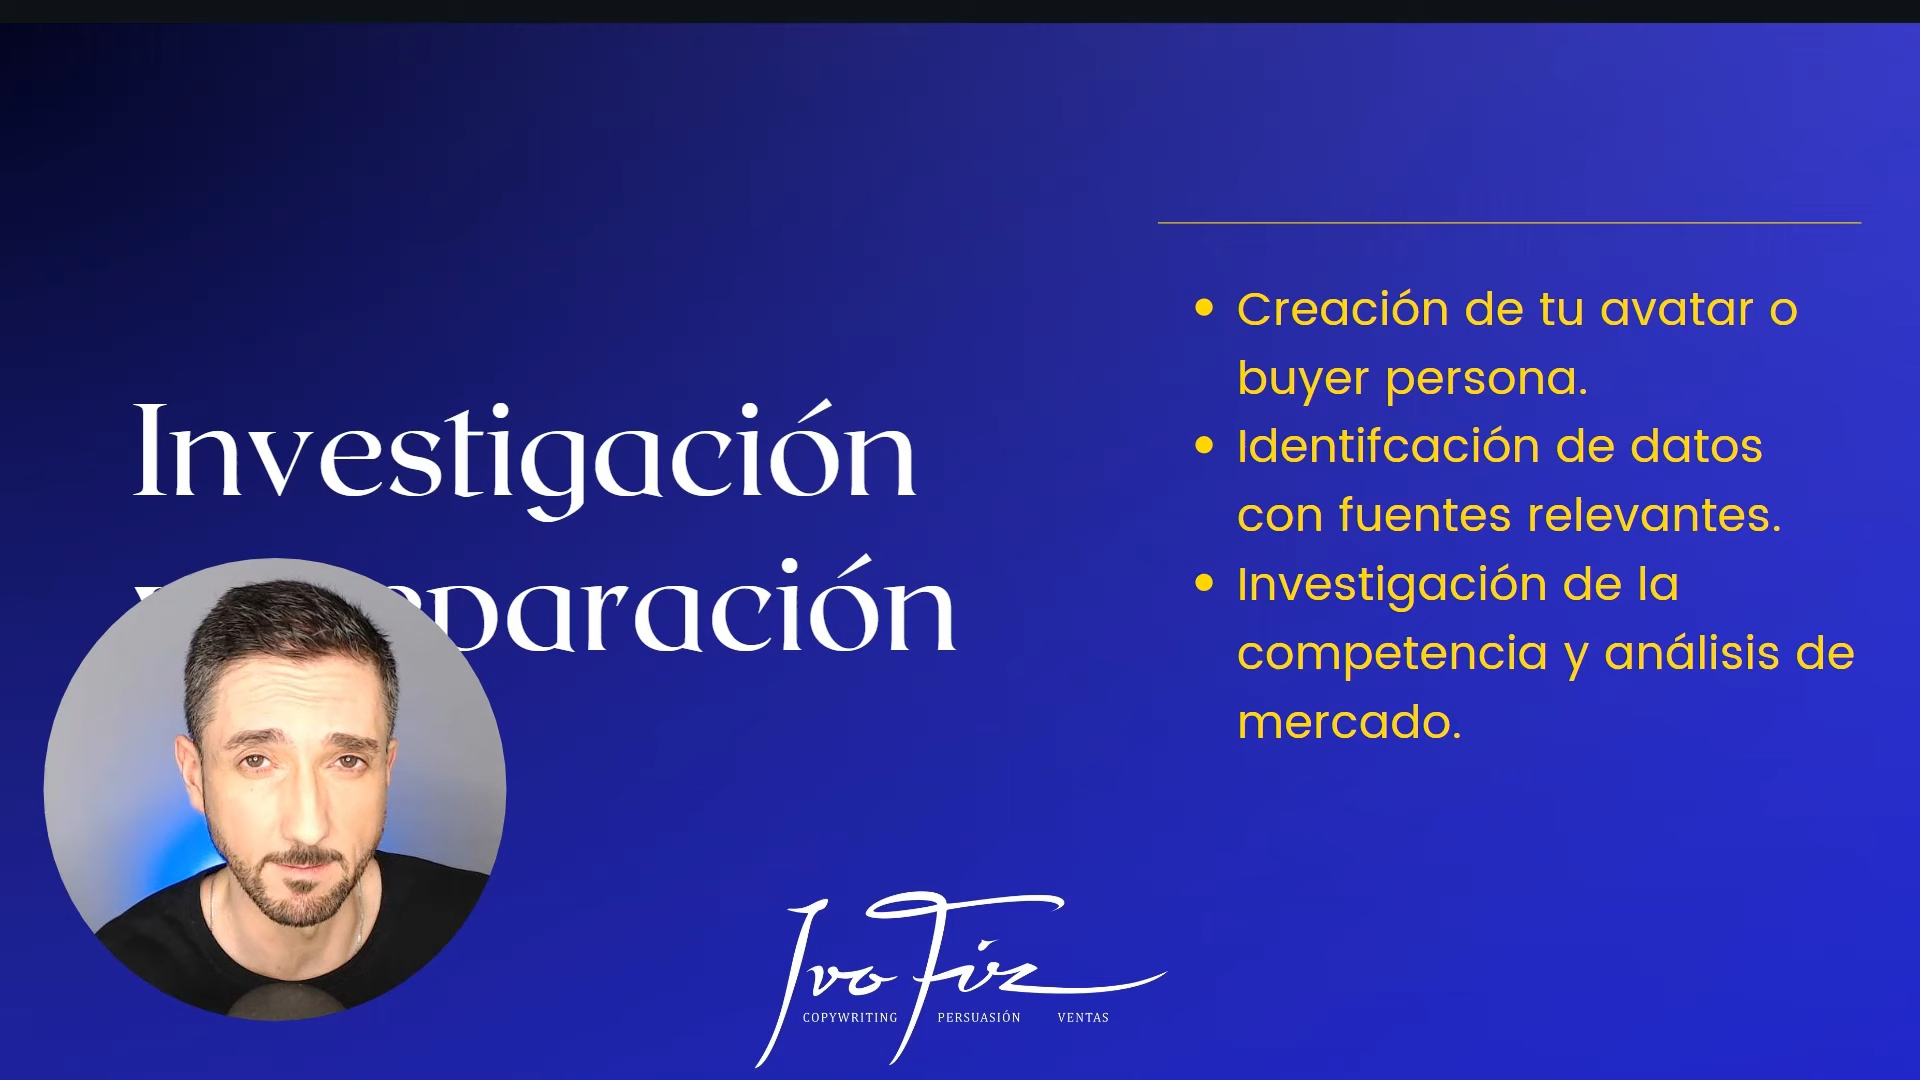 Investigación
paración
Creación de tu avatar o
buyer persona.
Identifcación de datos
con fuentes relevantes.
Investigación de la
competencia y análisis de
mercado.
Ivo Fiz
COPYWRITING PERSUASIÓN VENTAS